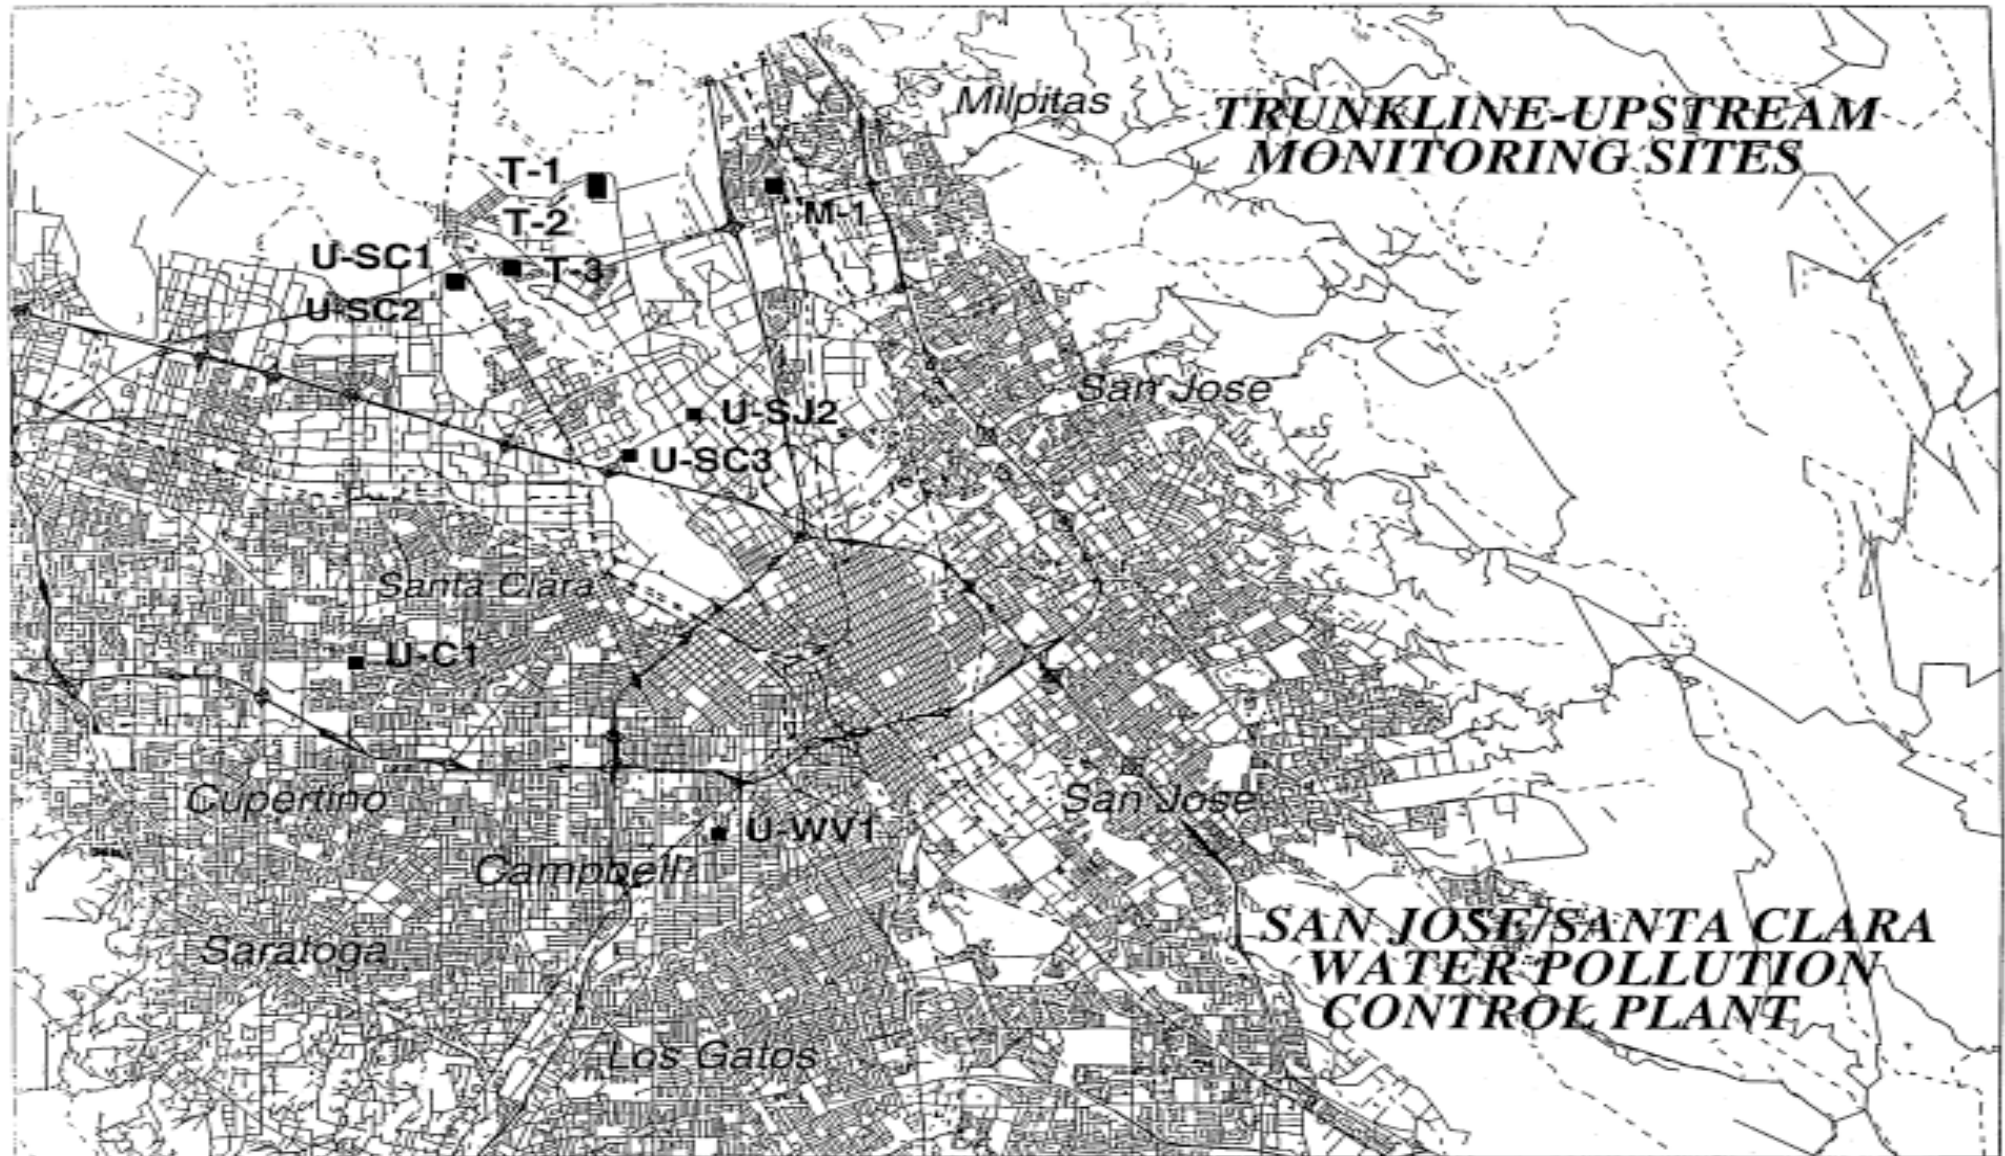 Milpitas
TRUNKLINE-UPSTREAM
MONITORING SITES
T-1
T-2
M-1
U-SC1
T-3
U-SC2
San Jose
U-SJ2
U-SC3
Santa Clara
U-C1
Cupertino
San Jose
U-WV1
Campbell
SAN JOSE/SANTA CLARA
WATER POLLUTION
CONTROL PLANT
Saratoga
Los Gatos